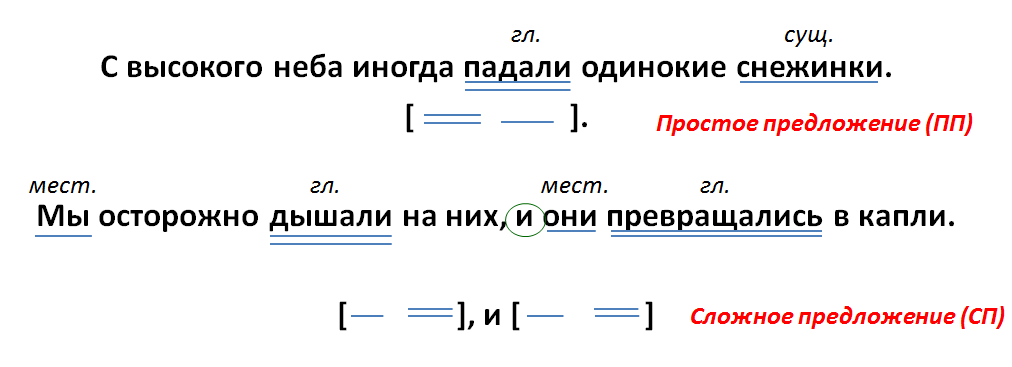 гл. сущ.
С высокого неба иногда падали одинокие снежинки.
[ ]. Простое предложение (ПП)
мест. гл. мест. гл.
Мы осторожно дышали на них, и они превращались в капли.
[ ], и [ ] Сложное предложение (СП)